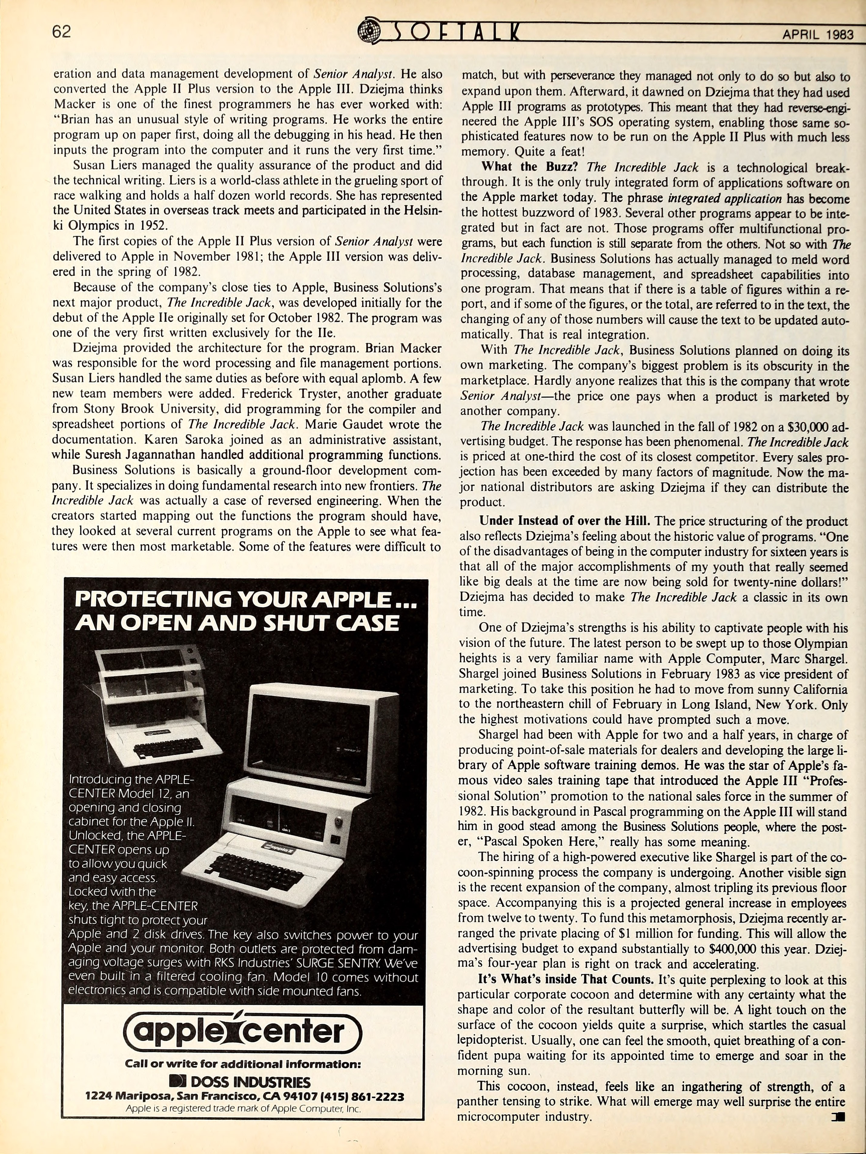 62
SOFTALK
APRIL 1983
eration and data management development of Senior Analyst. He also
converted the Apple II Plus version to the Apple III. Dziejma thinks
Macker is one of the finest programmers he has ever worked with:
“Brian has an unusual style of writing programs. He works the entire
program up on paper first, doing all the debugging in his head. He then
inputs the program into the computer and it runs the very first time.”
Susan Liers managed the quality assurance of the product and did
the technical writing. Liers is a world-class athlete in the grueling sport of
race walking and holds a half dozen world records. She has represented
the United States in overseas track meets and participated in the Helsin-
ki Olympics in 1952.
The first copies of the Apple II Plus version of Senior Analyst were
delivered to Apple in November 1981; the Apple III version was deliv-
ered in the spring of 1982.
Because of the company's close ties to Apple, Business Solutions's
next major product, The Incredible Jack, was developed initially for the
debut of the Apple IIe originally set for October 1982. The program was
one of the very first written exclusively for the IIe.
Dziejma provided the architecture for the program. Brian Macker
was responsible for the word processing and file management portions.
Susan Liers handled the same duties as before with equal aplomb. A few
new team members were added. Frederick Tryster, another graduate
from Stony Brook University, did programming for the compiler and
spreadsheet portions of The Incredible Jack. Marie Gaudet wrote the
documentation. Karen Saroka joined as an administrative assistant,
while Suresh Jagannathan handled additional programming functions.
Business Solutions is basically a ground-floor development com-
pany. It specializes in doing fundamental research into new frontiers. The
Incredible Jack was actually a case of reversed engineering. When the
creators started mapping out the functions the program should have,
they looked at several current programs on the Apple to see what fea-
tures were then most marketable. Some of the features were difficult to
match, but with perseverance they managed not only to do so but also to
expand upon them. Afterward, it dawned on Dziejma that they had used
Apple III programs as prototypes. This meant that they had reverse-engi-
neered the Apple III's SOS operating system, enabling those same so-
phisticated features now to be run on the Apple II Plus with much less
memory. Quite a feat!
What the Buzz? The Incredible Jack is a technological break-
through. It is the only truly integrated form of applications software on
the Apple market today. The phrase integrated application has become
the hottest buzzword of 1983. Several other programs appear to be inte-
grated but in fact are not. Those programs offer multifunctional pro-
grams, but each function is still separate from the others. Not so with The
Incredible Jack. Business Solutions has actually managed to meld word
processing, database management, and spreadsheet capabilities into
one program. That means that if there is a table of figures within a re-
port, and if some of the figures, or the total, are referred to in the text, the
changing of any of those numbers will cause the text to be updated auto-
matically. That is real integration.
With The Incredible Jack, Business Solutions planned on doing its
own marketing. The company's biggest problem is its obscurity in the
marketplace. Hardly anyone realizes that this is the company that wrote
Senior Analyst—the price one pays when a product is marketed by
another company.
The Incredible Jack was launched in the fall of 1982 on a $30,000 ad-
vertising budget. The response has been phenomenal. The Incredible Jack
is priced at one-third the cost of its closest competitor. Every sales pro-
jection has been exceeded by many factors of magnitude. Now the ma-
jor national distributors are asking Dziejma if they can distribute the
product.
Under Instead of over the Hill. The price structuring of the product
also reflects Dziejma's feeling about the historic value of programs. “One
of the disadvantages of being in the computer industry for sixteen years is
that all of the major accomplishments of my youth that really seemed
like big deals at the time are now being sold for twenty-nine dollars!”
Dziejma has decided to make The Incredible Jack a classic in its own
time.
One of Dziejma's strengths is his ability to captivate people with his
vision of the future. The latest person to be swept up to those Olympian
heights is a very familiar name with Apple Computer, Marc Shargel.
Shargel joined Business Solutions in February 1983 as vice president of
marketing. To take this position he had to move from sunny California
to the northeastern chill of February in Long Island, New York. Only
the highest motivations could have prompted such a move.
Shargel had been with Apple for two and a half years, in charge of
producing point-of-sale materials for dealers and developing the large li-
brary of Apple software training demos. He was the star of Apple's fa-
mous video sales training tape that introduced the Apple III “Profes-
sional Solution” promotion to the national sales force in the summer of
1982. His background in Pascal programming on the Apple III will stand
him in good stead among the Business Solutions people, where the post-
er, “Pascal Spoken Here,” really has some meaning.
The hiring of a high-powered executive like Shargel is part of the co-
coon-spinning process the company is undergoing. Another visible sign
is the recent expansion of the company, almost tripling its previous floor
space. Accompanying this is a projected general increase in employees
from twelve to twenty. To fund this metamorphosis, Dziejma recently ar-
ranged the private placing of $1 million for funding. This will allow the
advertising budget to expand substantially to $400,000 this year. Dziej-
ma's four-year plan is right on track and accelerating.
It's What's inside That Counts. It's quite perplexing to look at this
particular corporate cocoon and determine with any certainty what the
shape and color of the resultant butterfly will be. A light touch on the
surface of the cocoon yields quite a surprise, which startles the casual
lepidopterist. Usually, one can feel the smooth, quiet breathing of a con-
fident pupa waiting for its appointed time to emerge and soar in the
morning sun.
This cocoon, instead, feels like an ingathering of strength, of a
panther tensing to strike. What will emerge may well surprise the entire
microcomputer industry.
PROTECTING YOUR APPLE...
AN OPEN AND SHUT CASE
Introducing the APPLE-
CENTER Model 12, an
opening and closing
cabinet for the Apple II.
Unlocked, the APPLE-
CENTER opens up
to allow you quick
and easy access.
Locked with the
key, the APPLE-CENTER
shuts tight to protect your
Apple and 2 disk drives. The key also switches power to your
Apple and your monitor. Both outlets are protected from dam-
aging voltage surges with RKS Industries' SURGE SENTRY. We've
even built in a filtered cooling fan. Model 10 comes without
electronics and is compatible with side mounted fans.
apple center
Call or write for additional information:
DOSS INDUSTRIES
1224 Mariposa, San Francisco, CA 94107 (415) 861-2223
Apple is a registered trade mark of Apple Computer, Inc.